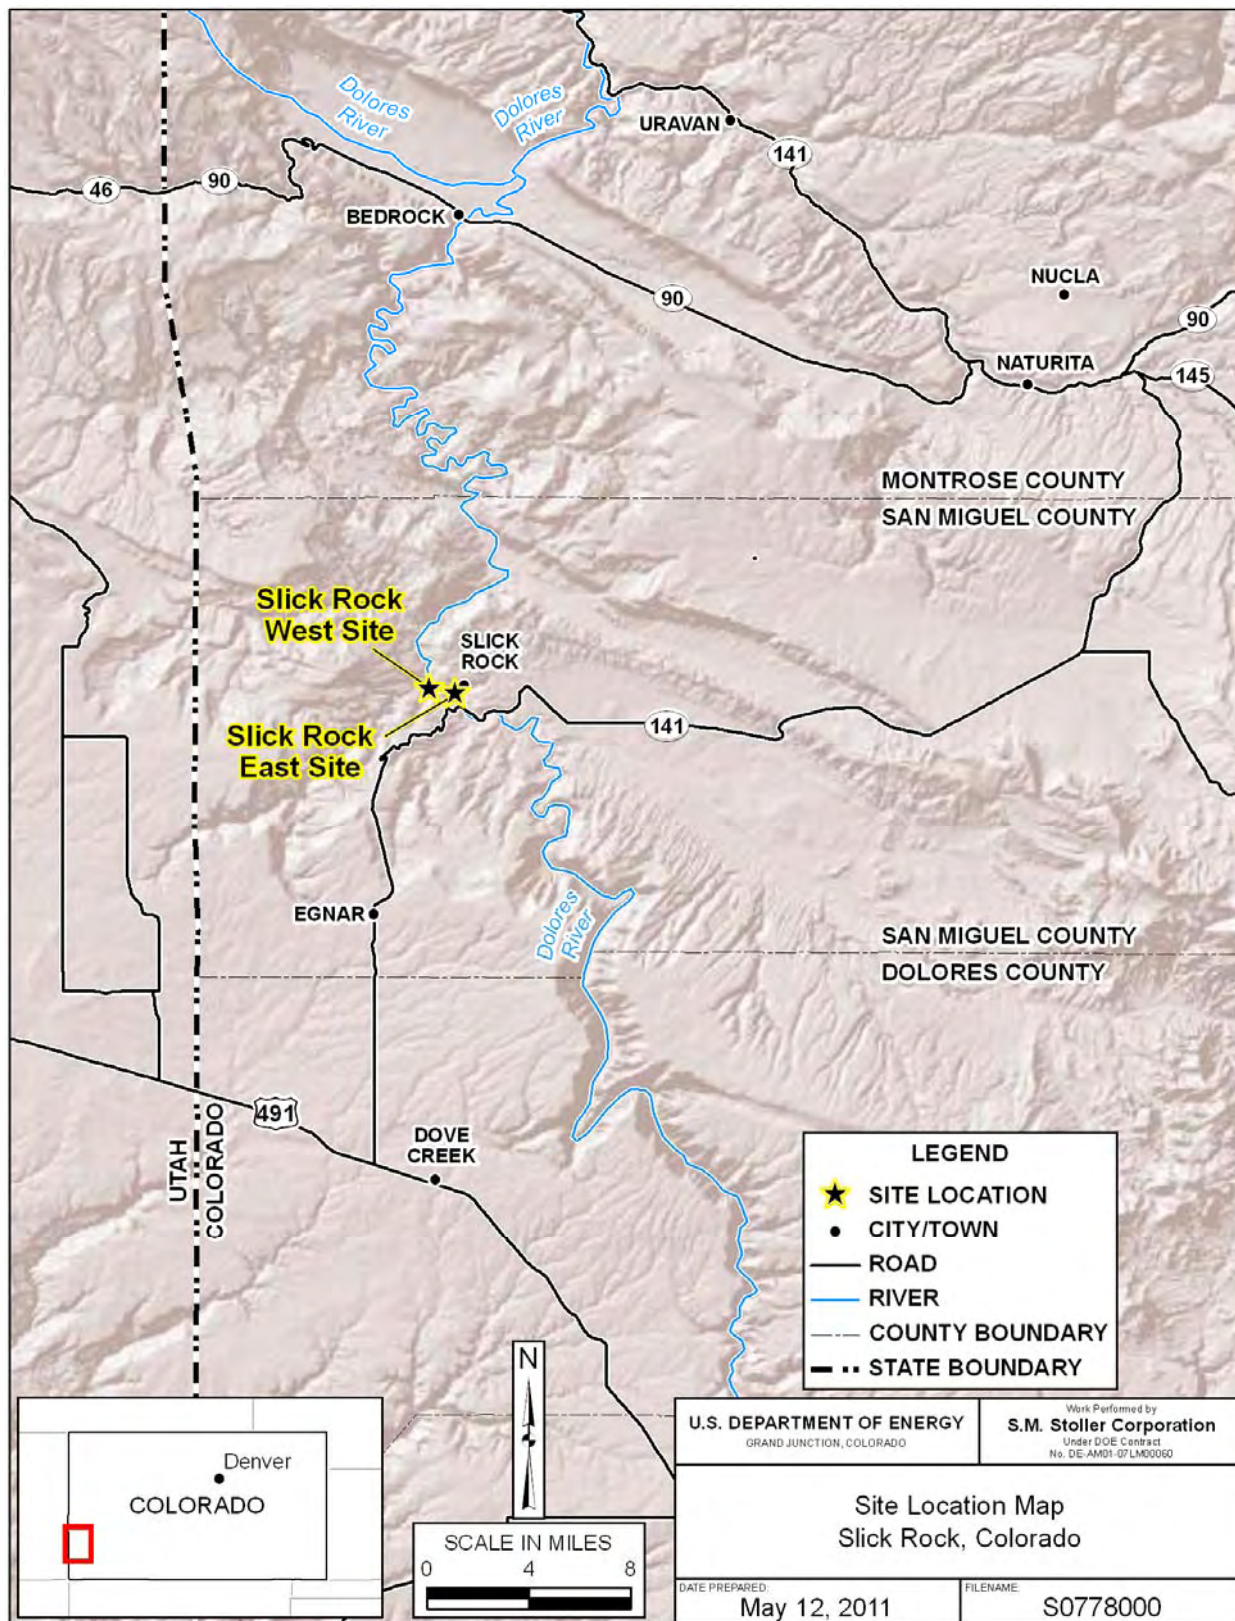 Dolores
River
Dolores
River
URAVAN
141
46
90
BEDROCK
NUCLA
90
90
NATURITA
145
MONTROSE COUNTY
SAN MIGUEL COUNTY
Slick Rock
West Site
SLICK
ROCK
Slick Rock
East Site
141
EGNAR
Dolores
River
SAN MIGUEL COUNTY
DOLORES COUNTY
491
UTAH
COLORADO
DOVE
CREEK
LEGEND
SITE LOCATION
CITY/TOWN
ROAD
RIVER
COUNTY BOUNDARY
STATE BOUNDARY
N
Denver
COLORADO
SCALE IN MILES
0 4 8
U.S. DEPARTMENT OF ENERGY
GRAND JUNCTION, COLORADO
Work Performed by
S.M. Stoller Corporation
Under DOE Contract
No. DE-AM01-07LM00060
Site Location Map
Slick Rock, Colorado
DATE PREPARED:
May 12, 2011
FILENAME:
S0778000